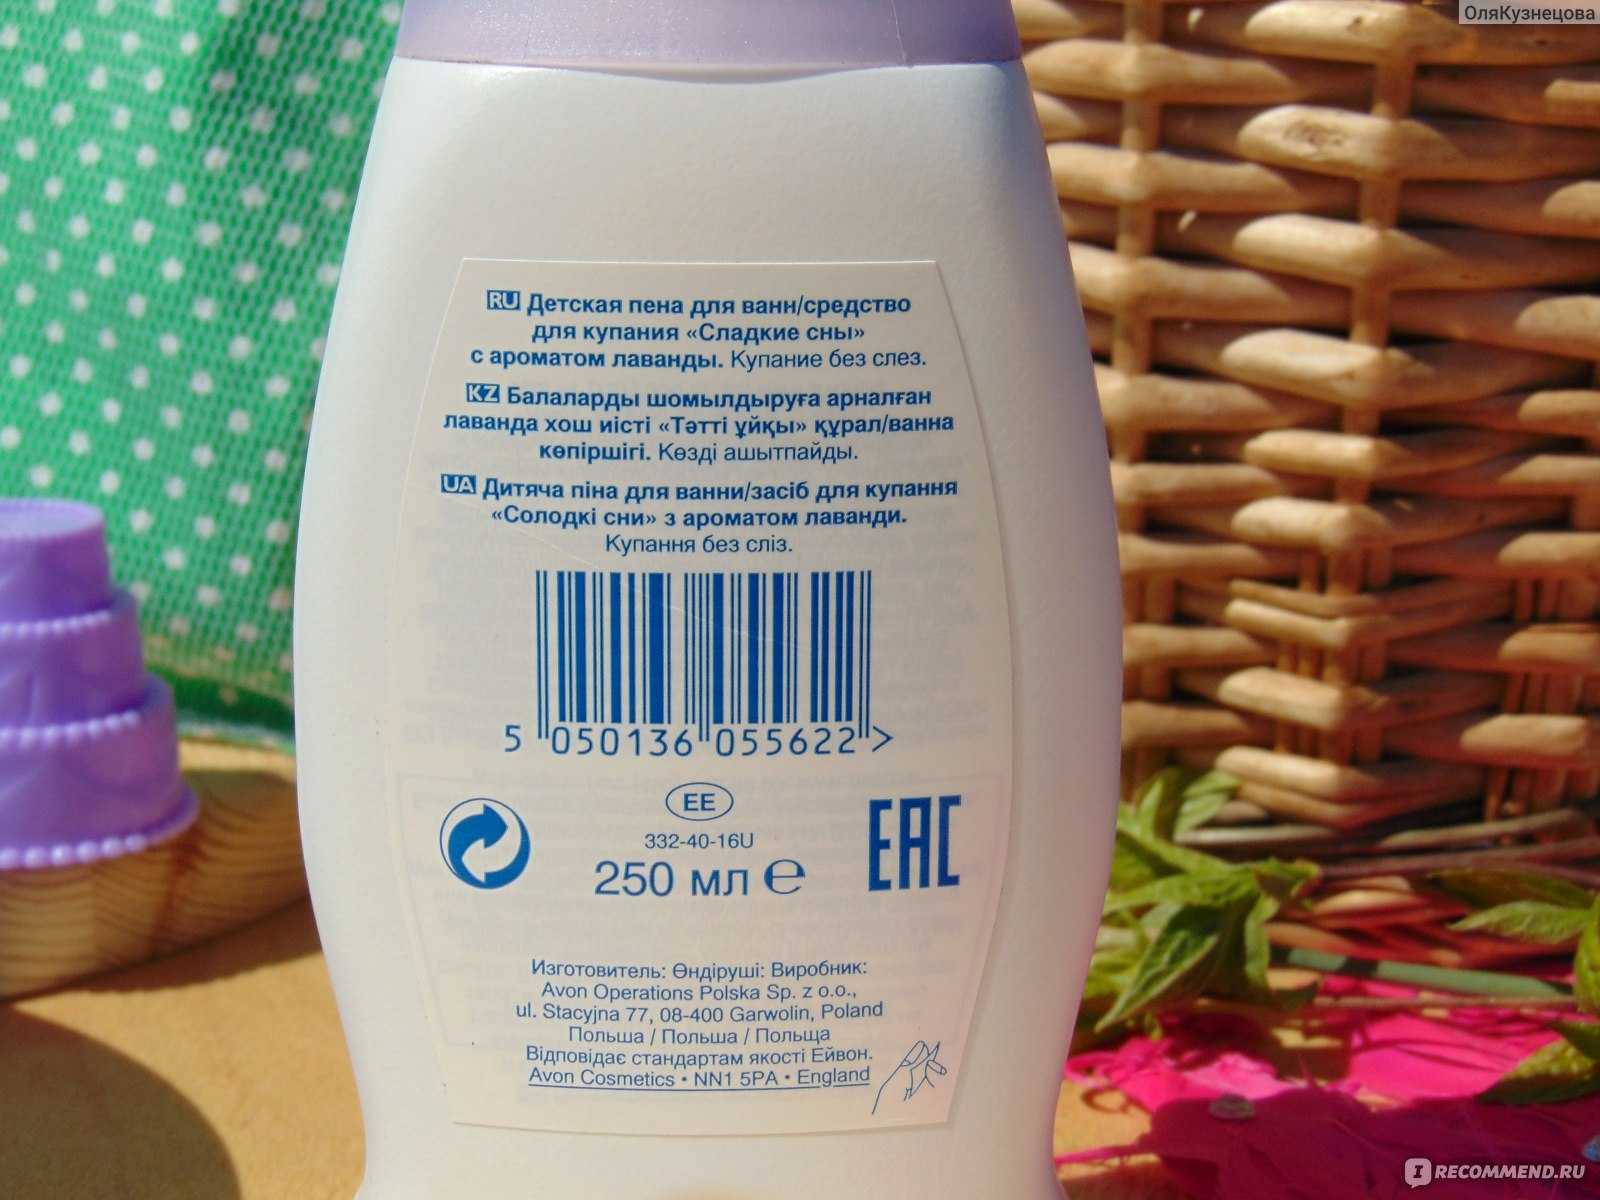 ОляКузнецова
RU Детская пена для ванн/средство
для купания «Сладкие сны»
с ароматом лаванды. Купание без слез.
KZ Балаларды шомылдыруға арналған
лаванда хош иісті «Тәтті ұйқы» құрал/ванна
көпіршігі. Көзді ашытпайды.
UA Дитяча піна для ванни/засіб для купання
«Солодкі сни» з ароматом лаванди.
Купання без сліз.
5 050136 055622 >
EE
332-40-16U
250 мл ℮
EAC
Изготовитель: Өндіруші: Виробник:
Avon Operations Polska Sp. z o.o.,
ul. Stacyjna 77, 08-400 Garwolin, Poland
Польша / Польша / Польща
Відповідає стандартам якості Ейвон.
Avon Cosmetics • NN1 5PA • England
IRECOMMEND.RU